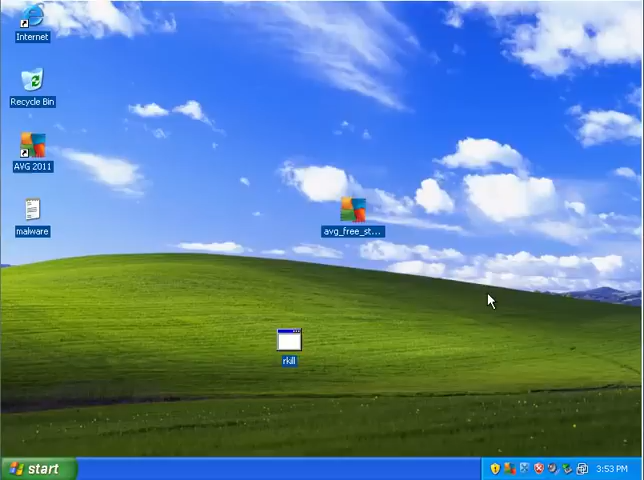 Internet
Recycle Bin
AVG 2011
malware
avg_free_st...
rkill
start
3:53 PM